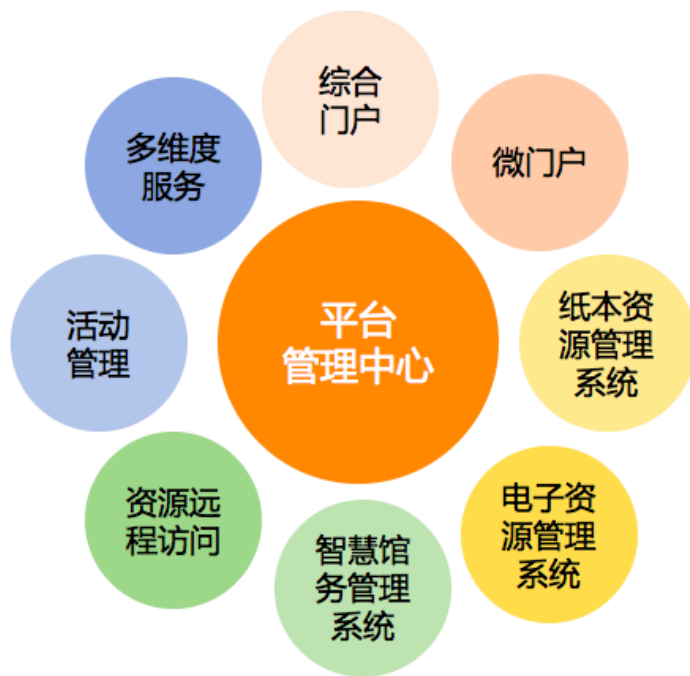 综合
门户
微门户
纸本资
源管理
系统
电子资
源管理
系统
智慧馆
务管理
系统
资源远
程访问
活动
管理
多维度
服务
平台
管理中心